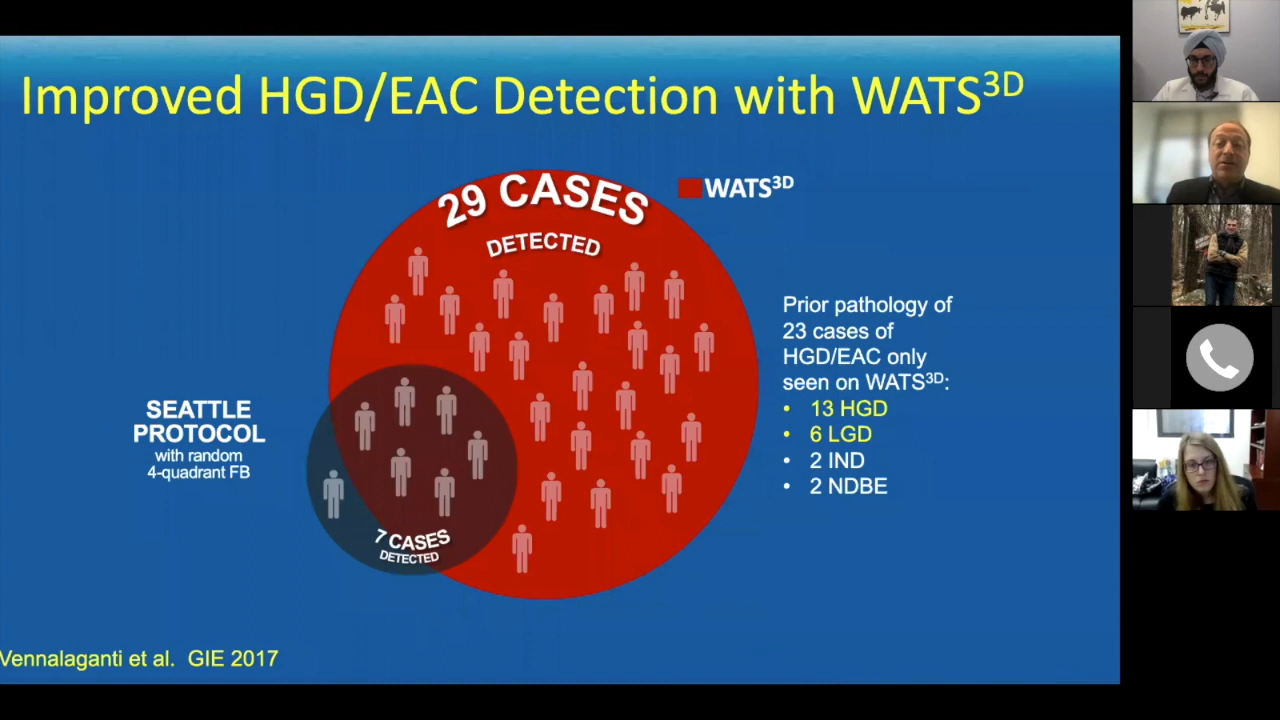 Improved HGD/EAC Detection with WATS3D
29 CASES
DETECTED
WATS3D
SEATTLE
PROTOCOL
with random
4-quadrant FB
7 CASES
DETECTED
Prior pathology of
23 cases of
HGD/EAC only
seen on WATS3D:
• 13 HGD
• 6 LGD
• 2 IND
• 2 NDBE
Vennalaganti et al. GIE 2017